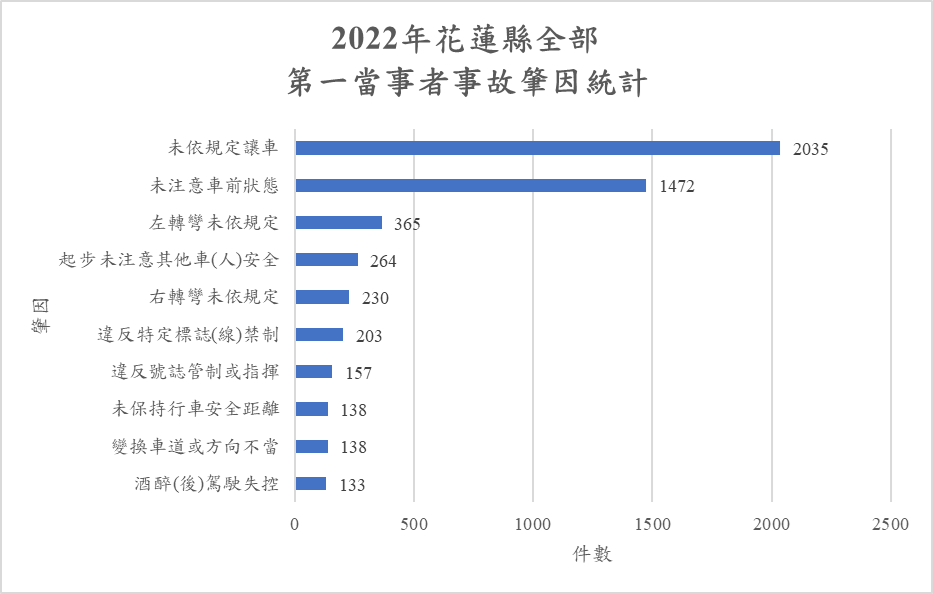 2022年花蓮縣全部
第一當事者事故肇因統計
肇因
未依規定讓車 2035
未注意車前狀態 1472
左轉彎未依規定 365
起步未注意其他車(人)安全 264
右轉彎未依規定 230
違反特定標誌(線)禁制 203
違反號誌管制或指揮 157
未保持行車安全距離 138
變換車道或方向不當 138
酒醉(後)駕駛失控 133
0 500 1000 1500 2000 2500
件數